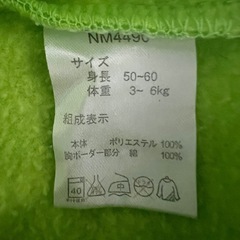 NM4490
サイズ
身長 50~60
体重 3~ 6kg
組成表示
本体 ポリエステル 100%
胸ボーダー部分 綿 100%
40
中